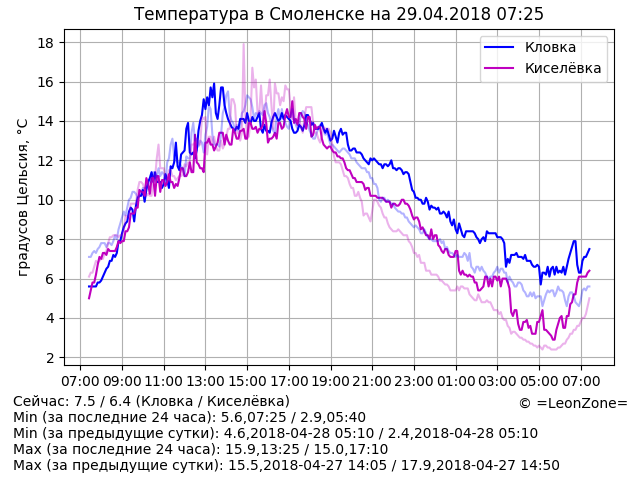 Температура в Смоленске на 29.04.2018 07:25
Кловка
Киселёвка
градусов Цельсия, °C
18
16
14
12
10
8
6
4
2
07:00 09:00 11:00 13:00 15:00 17:00 19:00 21:00 23:00 01:00 03:00 05:00 07:00
Сейчас: 7.5 / 6.4 (Кловка / Киселёвка)
© =LeonZone=
Min (за последние 24 часа): 5.6,07:25 / 2.9,05:40
Min (за предыдущие сутки): 4.6,2018-04-28 05:10 / 2.4,2018-04-28 05:10
Max (за последние 24 часа): 15.9,13:25 / 15.0,17:10
Max (за предыдущие сутки): 15.5,2018-04-27 14:05 / 17.9,2018-04-27 14:50